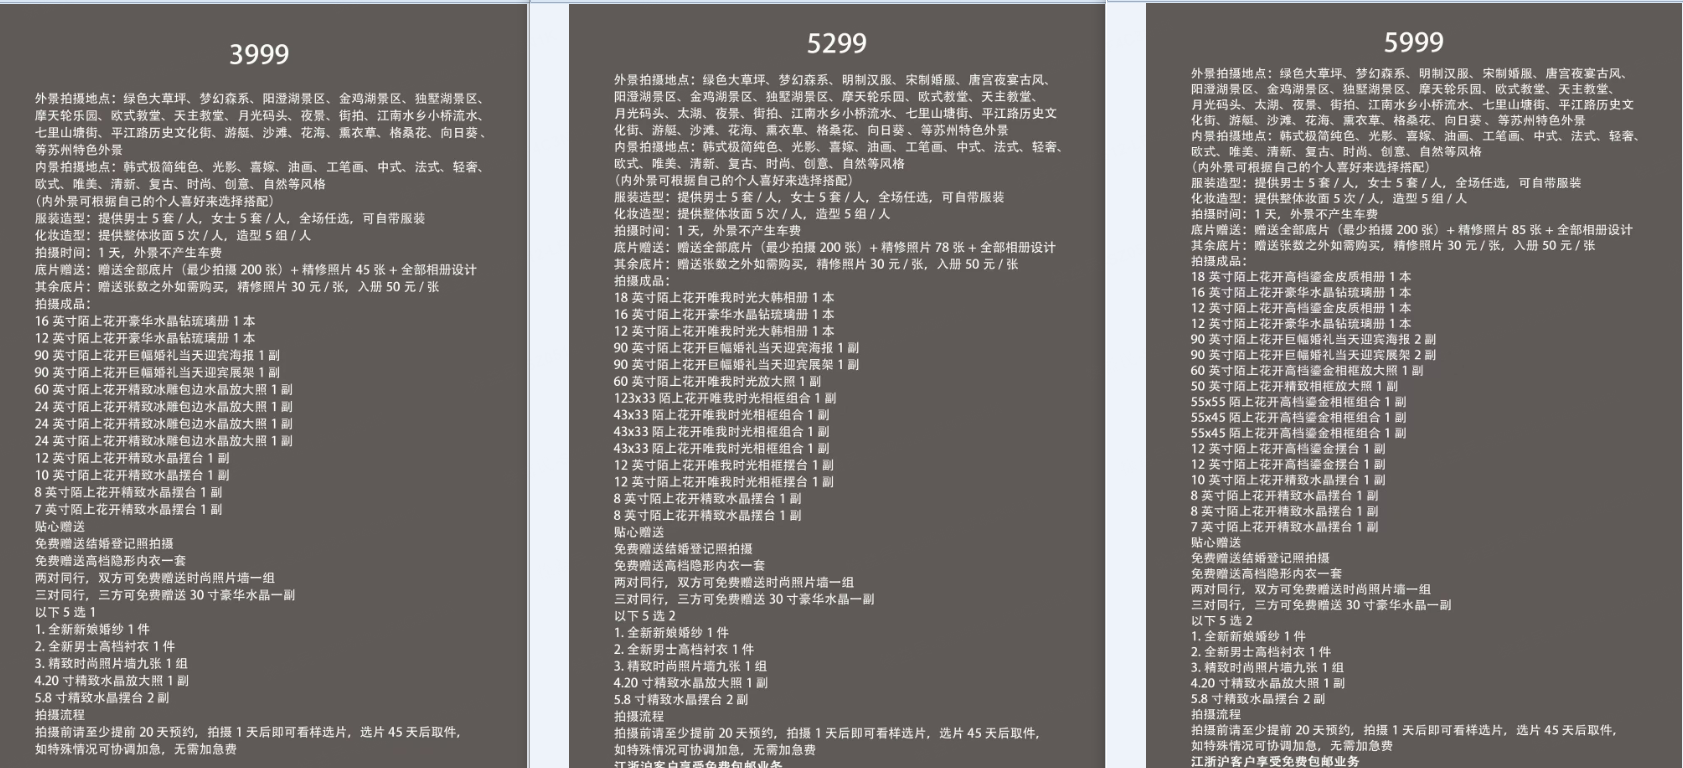 3999
外景拍摄地点：绿色大草坪、梦幻森系、阳澄湖景区、金鸡湖景区、独墅湖景区、
摩天轮乐园、欧式教堂、天主教堂、月光码头、太湖、夜景、街拍、江南水乡小桥流水、
七里山塘街、平江路历史文化街、游艇、沙滩、花海、熏衣草、格桑花、向日葵、
等苏州特色外景
内景拍摄地点：韩式极简纯色、光影、喜嫁、油画、工笔画、中式、法式、轻奢、
欧式、唯美、清新、复古、时尚、创意、自然等风格
（内外景可根据自己的个人喜好来选择搭配）
服装造型：提供男士 5 套 / 人，女士 5 套 / 人，全场任选，可自带服装
化妆造型：提供整体妆面 5 次 / 人，造型 5 组 / 人
拍摄时间：1 天，外景不产生车费
底片赠送：赠送全部底片（最少拍摄 200 张）+ 精修照片 45 张 + 全部相册设计
其余底片：赠送张数之外如需购买，精修照片 30 元 / 张，入册 50 元 / 张
拍摄成品：
16 英寸陌上花开豪华水晶钻琉璃册 1 本
12 英寸陌上花开豪华水晶钻琉璃册 1 本
90 英寸陌上花开巨幅婚礼当天迎宾海报 1 副
90 英寸陌上花开巨幅婚礼当天迎宾展架 1 副
60 英寸陌上花开精致冰雕包边水晶放大照 1 副
24 英寸陌上花开精致冰雕包边水晶放大照 1 副
24 英寸陌上花开精致冰雕包边水晶放大照 1 副
24 英寸陌上花开精致冰雕包边水晶放大照 1 副
12 英寸陌上花开精致水晶摆台 1 副
10 英寸陌上花开精致水晶摆台 1 副
8 英寸陌上花开精致水晶摆台 1 副
7 英寸陌上花开精致水晶摆台 1 副
贴心赠送
免费赠送结婚登记照拍摄
免费赠送高档隐形内衣一套
两对同行，双方可免费赠送时尚照片墙一组
三对同行，三方可免费赠送 30 寸豪华水晶一副
以下 5 选 1
1. 全新新娘婚纱 1 件
2. 全新男士高档衬衣 1 件
3. 精致时尚照片墙九张 1 组
4.20 寸精致水晶放大照 1 副
5.8 寸精致水晶摆台 2 副
拍摄流程
拍摄前请至少提前 20 天预约，拍摄 1 天后即可看样选片，选片 45 天后取件，
如特殊情况可协调加急，无需加急费
5299
外景拍摄地点：绿色大草坪、梦幻森系、明制汉服、宋制婚服、唐宫夜宴古风、
阳澄湖景区、金鸡湖景区、独墅湖景区、摩天轮乐园、欧式教堂、天主教堂、
月光码头、太湖、夜景、街拍、江南水乡小桥流水、七里山塘街、平江路历史文
化街、游艇、沙滩、花海、熏衣草、格桑花、向日葵 、等苏州特色外景
内景拍摄地点：韩式极简纯色、光影、喜嫁、油画、工笔画、中式、法式、轻奢、
欧式、唯美、清新、复古、时尚、创意、自然等风格
（内外景可根据自己的个人喜好来选择搭配）
服装造型：提供男士 5 套 / 人，女士 5 套 / 人，全场任选，可自带服装
化妆造型：提供整体妆面 5 次 / 人，造型 5 组 / 人
拍摄时间：1 天，外景不产生车费
底片赠送：赠送全部底片（最少拍摄 200 张）+ 精修照片 78 张 + 全部相册设计
其余底片：赠送张数之外如需购买，精修照片 30 元 / 张，入册 50 元 / 张
拍摄成品：
18 英寸陌上花开唯我时光大韩相册 1 本
16 英寸陌上花开豪华水晶钻琉璃册 1 本
12 英寸陌上花开唯我时光大韩相册 1 本
90 英寸陌上花开巨幅婚礼当天迎宾海报 1 副
90 英寸陌上花开巨幅婚礼当天迎宾展架 1 副
60 英寸陌上花开唯我时光放大照 1 副
123x33 陌上花开唯我时光相框组合 1 副
43x33 陌上花开唯我时光相框组合 1 副
43x33 陌上花开唯我时光相框组合 1 副
43x33 陌上花开唯我时光相框组合 1 副
12 英寸陌上花开唯我时光相框摆台 1 副
12 英寸陌上花开唯我时光相框摆台 1 副
8 英寸陌上花开精致水晶摆台 1 副
8 英寸陌上花开精致水晶摆台 1 副
贴心赠送
免费赠送结婚登记照拍摄
免费赠送高档隐形内衣一套
两对同行，双方可免费赠送时尚照片墙一组
三对同行，三方可免费赠送 30 寸豪华水晶一副
以下 5 选 2
1. 全新新娘婚纱 1 件
2. 全新男士高档衬衣 1 件
3. 精致时尚照片墙九张 1 组
4.20 寸精致水晶放大照 1 副
5.8 寸精致水晶摆台 2 副
拍摄流程
拍摄前请至少提前 20 天预约，拍摄 1 天后即可看样选片，选片 45 天后取件，
如特殊情况可协调加急，无需加急费
江浙沪客户享受免费包邮业务
5999
外景拍摄地点：绿色大草坪、梦幻森系、明制汉服、宋制婚服、唐宫夜宴古风、
阳澄湖景区、金鸡湖景区、独墅湖景区、摩天轮乐园、欧式教堂、天主教堂、
月光码头、太湖、夜景、街拍、江南水乡小桥流水、七里山塘街、平江路历史文
化街、游艇、沙滩、花海、熏衣草、格桑花、向日葵 、等苏州特色外景
内景拍摄地点：韩式极简纯色、光影、喜嫁、油画、工笔画、中式、法式、轻奢、
欧式、唯美、清新、复古、时尚、创意、自然等风格
（内外景可根据自己的个人喜好来选择搭配）
服装造型：提供男士 5 套 / 人，女士 5 套 / 人，全场任选，可自带服装
化妆造型：提供整体妆面 5 次 / 人，造型 5 组 / 人
拍摄时间：1 天，外景不产生车费
底片赠送：赠送全部底片（最少拍摄 200 张）+ 精修照片 85 张 + 全部相册设计
其余底片：赠送张数之外如需购买，精修照片 30 元 / 张，入册 50 元 / 张
拍摄成品：
18 英寸陌上花开高档鎏金皮质相册 1 本
16 英寸陌上花开豪华水晶钻琉璃册 1 本
12 英寸陌上花开高档鎏金皮质相册 1 本
12 英寸陌上花开豪华水晶钻琉璃册 1 本
90 英寸陌上花开巨幅婚礼当天迎宾海报 2 副
90 英寸陌上花开巨幅婚礼当天迎宾展架 2 副
60 英寸陌上花开高档鎏金相框放大照 1 副
50 英寸陌上花开精致相框放大照 1 副
55x55 陌上花开高档鎏金相框组合 1 副
55x45 陌上花开高档鎏金相框组合 1 副
55x45 陌上花开高档鎏金相框组合 1 副
12 英寸陌上花开高档鎏金摆台 1 副
12 英寸陌上花开高档鎏金摆台 1 副
10 英寸陌上花开精致水晶摆台 1 副
8 英寸陌上花开精致水晶摆台 1 副
8 英寸陌上花开精致水晶摆台 1 副
7 英寸陌上花开精致水晶摆台 1 副
贴心赠送
免费赠送结婚登记照拍摄
免费赠送高档隐形内衣一套
两对同行，双方可免费赠送时尚照片墙一组
三对同行，三方可免费赠送 30 寸豪华水晶一副
以下 5 选 2
1. 全新新娘婚纱 1 件
2. 全新男士高档衬衣 1 件
3. 精致时尚照片墙九张 1 组
4.20 寸精致水晶放大照 1 副
5.8 寸精致水晶摆台 2 副
拍摄流程
拍摄前请至少提前 20 天预约，拍摄 1 天后即可看样选片，选片 45 天后取件，
如特殊情况可协调加急，无需加急费
江浙沪客户享受免费包邮业务